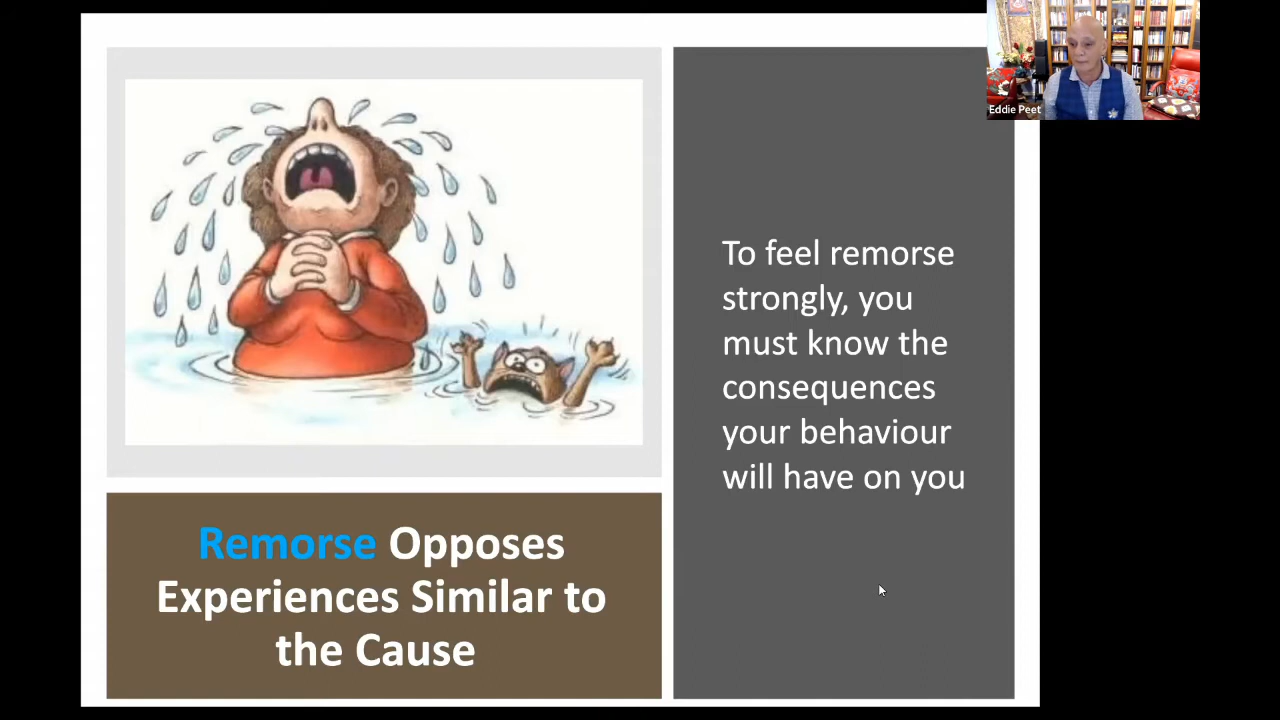 Eddie Peet
To feel remorse
strongly, you
must know the
consequences
your behaviour
will have on you
Remorse Opposes
Experiences Similar to
the Cause